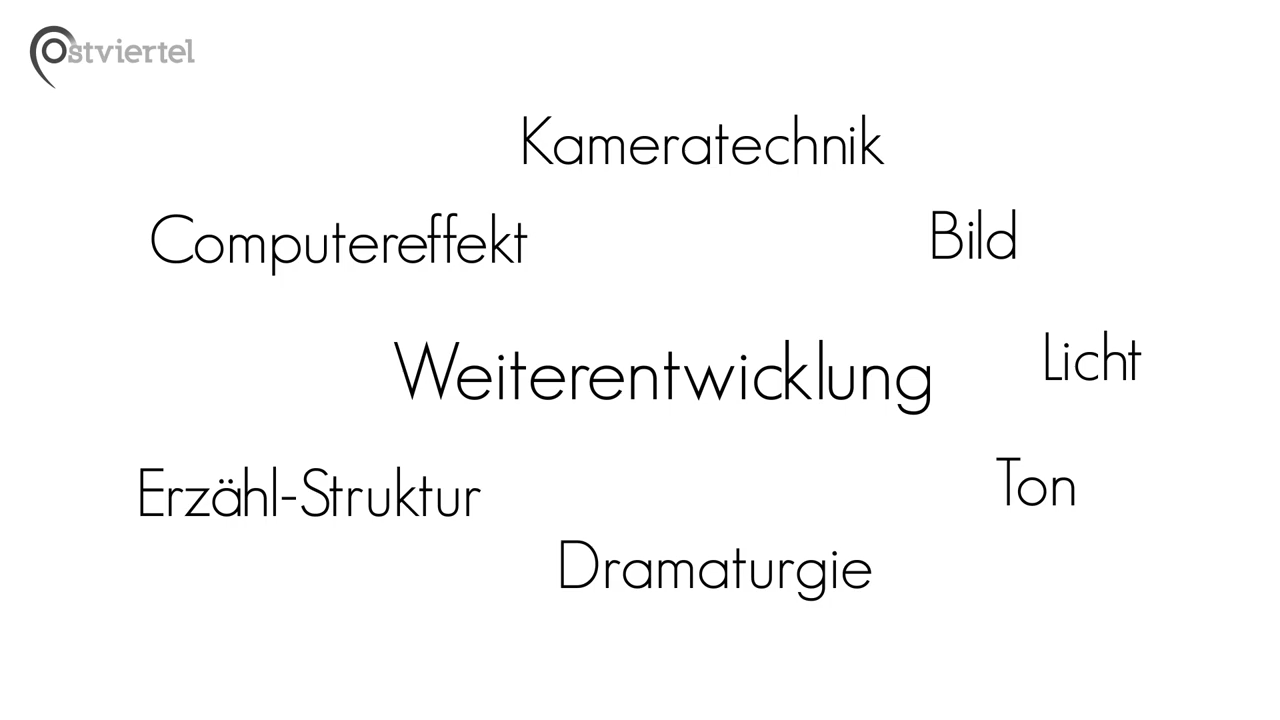 Ostviertel
Kameratechnik
Computereffekt
Bild
Weiterentwicklung
Licht
Erzähl-Struktur
Ton
Dramaturgie